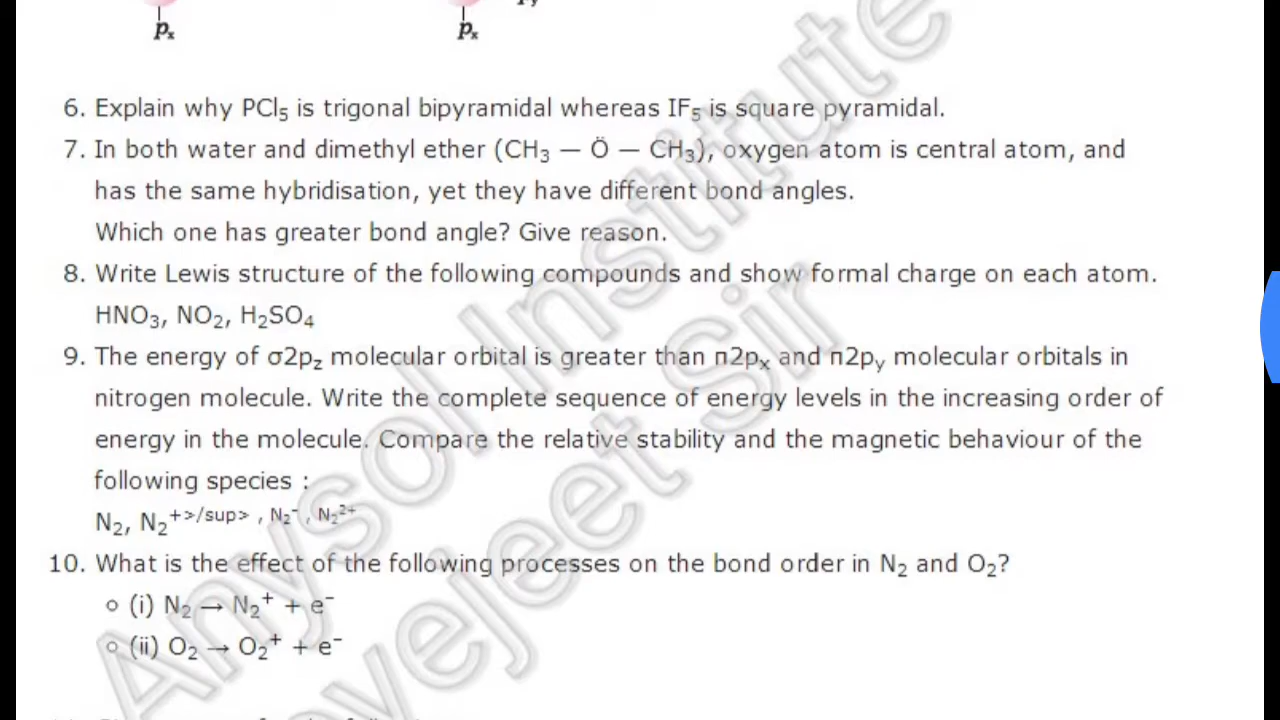 pₓ pₓ
6. Explain why PCl₅ is trigonal bipyramidal whereas IF₅ is square pyramidal.
7. In both water and dimethyl ether (CH₃ — Ö — CH₃), oxygen atom is central atom, and
has the same hybridisation, yet they have different bond angles.
Which one has greater bond angle? Give reason.
8. Write Lewis structure of the following compounds and show formal charge on each atom.
HNO₃, NO₂, H₂SO₄
9. The energy of σ2p_z molecular orbital is greater than π2pₓ and π2p_y molecular orbitals in
nitrogen molecule. Write the complete sequence of energy levels in the increasing order of
energy in the molecule. Compare the relative stability and the magnetic behaviour of the
following species :
N₂, N₂⁺>/sup> , N₂⁻ , N₂²⁺
10. What is the effect of the following processes on the bond order in N₂ and O₂?
○ (i) N₂ → N₂⁺ + e⁻
○ (ii) O₂ → O₂⁺ + e⁻
Anysol Institute
Sir